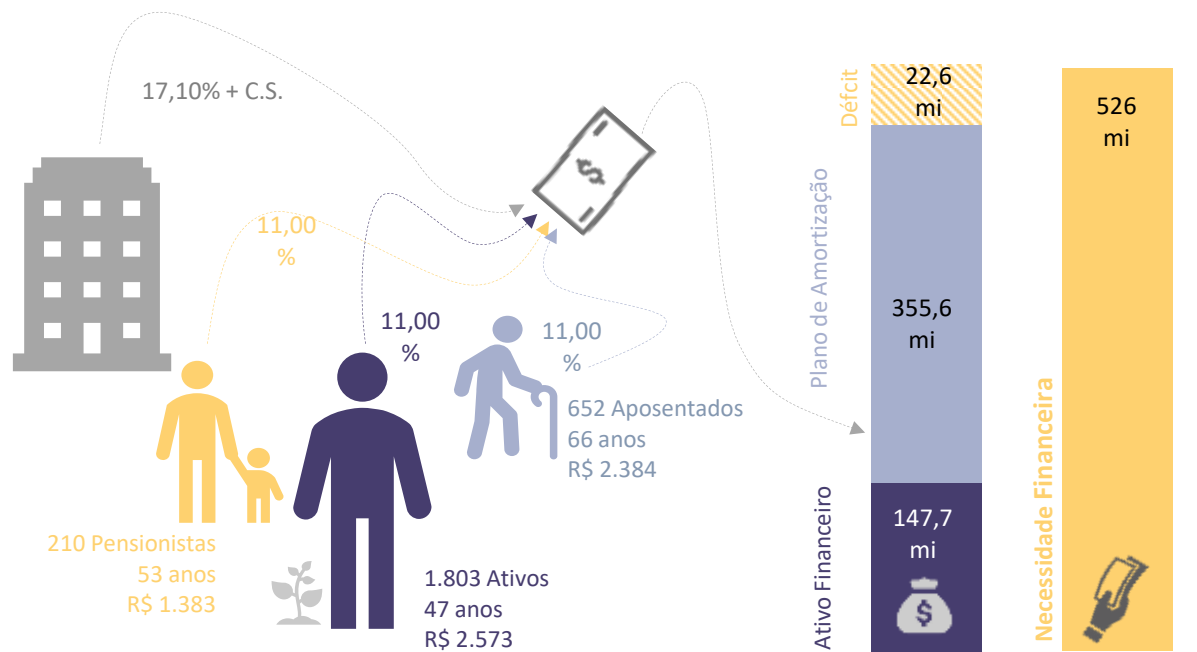 17,10% + C.S.
11,00
%
11,00
%
11,00
%
652 Aposentados
66 anos
R$ 2.384
210 Pensionistas
53 anos
R$ 1.383
1.803 Ativos
47 anos
R$ 2.573
Défcit
22,6
mi
Plano de Amortização
355,6
mi
Ativo Financeiro
147,7
mi
$
$
Necessidade Financeira
526
mi